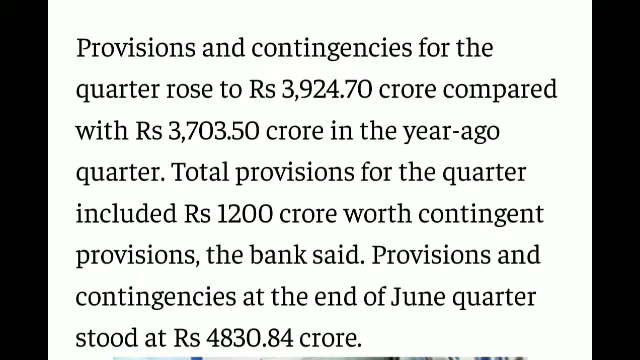 Provisions and contingencies for the
quarter rose to Rs 3,924.70 crore compared
with Rs 3,703.50 crore in the year-ago
quarter. Total provisions for the quarter
included Rs 1200 crore worth contingent
provisions, the bank said. Provisions and
contingencies at the end of June quarter
stood at Rs 4830.84 crore.